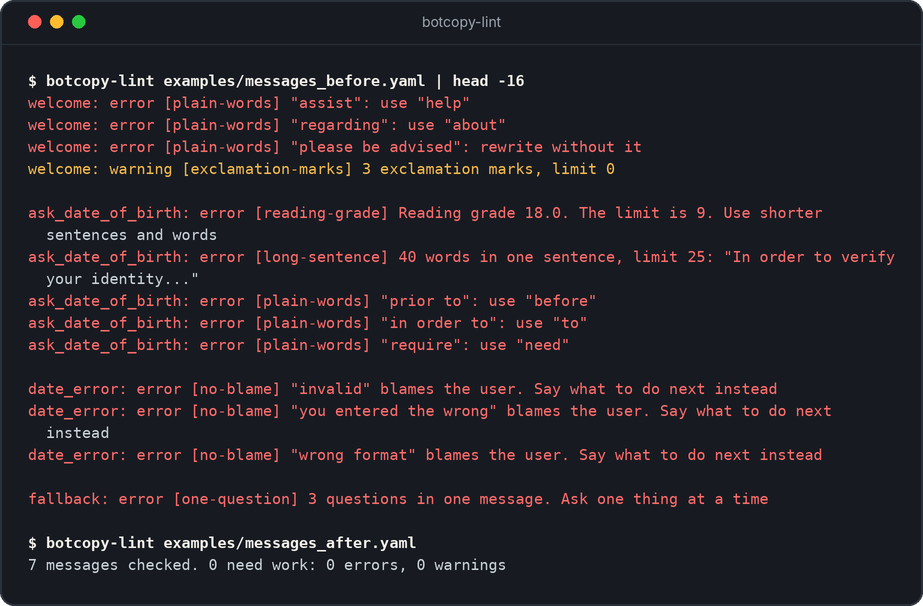 botcopy-lint
$ botcopy-lint examples/messages_before.yaml | head -16
welcome: error [plain-words] "assist": use "help"
welcome: error [plain-words] "regarding": use "about"
welcome: error [plain-words] "please be advised": rewrite without it
welcome: warning [exclamation-marks] 3 exclamation marks, limit 0
ask_date_of_birth: error [reading-grade] Reading grade 18.0. The limit is 9. Use shorter
sentences and words
ask_date_of_birth: error [long-sentence] 40 words in one sentence, limit 25: "In order to verify
your identity..."
ask_date_of_birth: error [plain-words] "prior to": use "before"
ask_date_of_birth: error [plain-words] "in order to": use "to"
ask_date_of_birth: error [plain-words] "require": use "need"
date_error: error [no-blame] "invalid" blames the user. Say what to do next instead
date_error: error [no-blame] "you entered the wrong" blames the user. Say what to do next
instead
date_error: error [no-blame] "wrong format" blames the user. Say what to do next instead
fallback: error [one-question] 3 questions in one message. Ask one thing at a time
$ botcopy-lint examples/messages_after.yaml
7 messages checked. 0 need work: 0 errors, 0 warnings